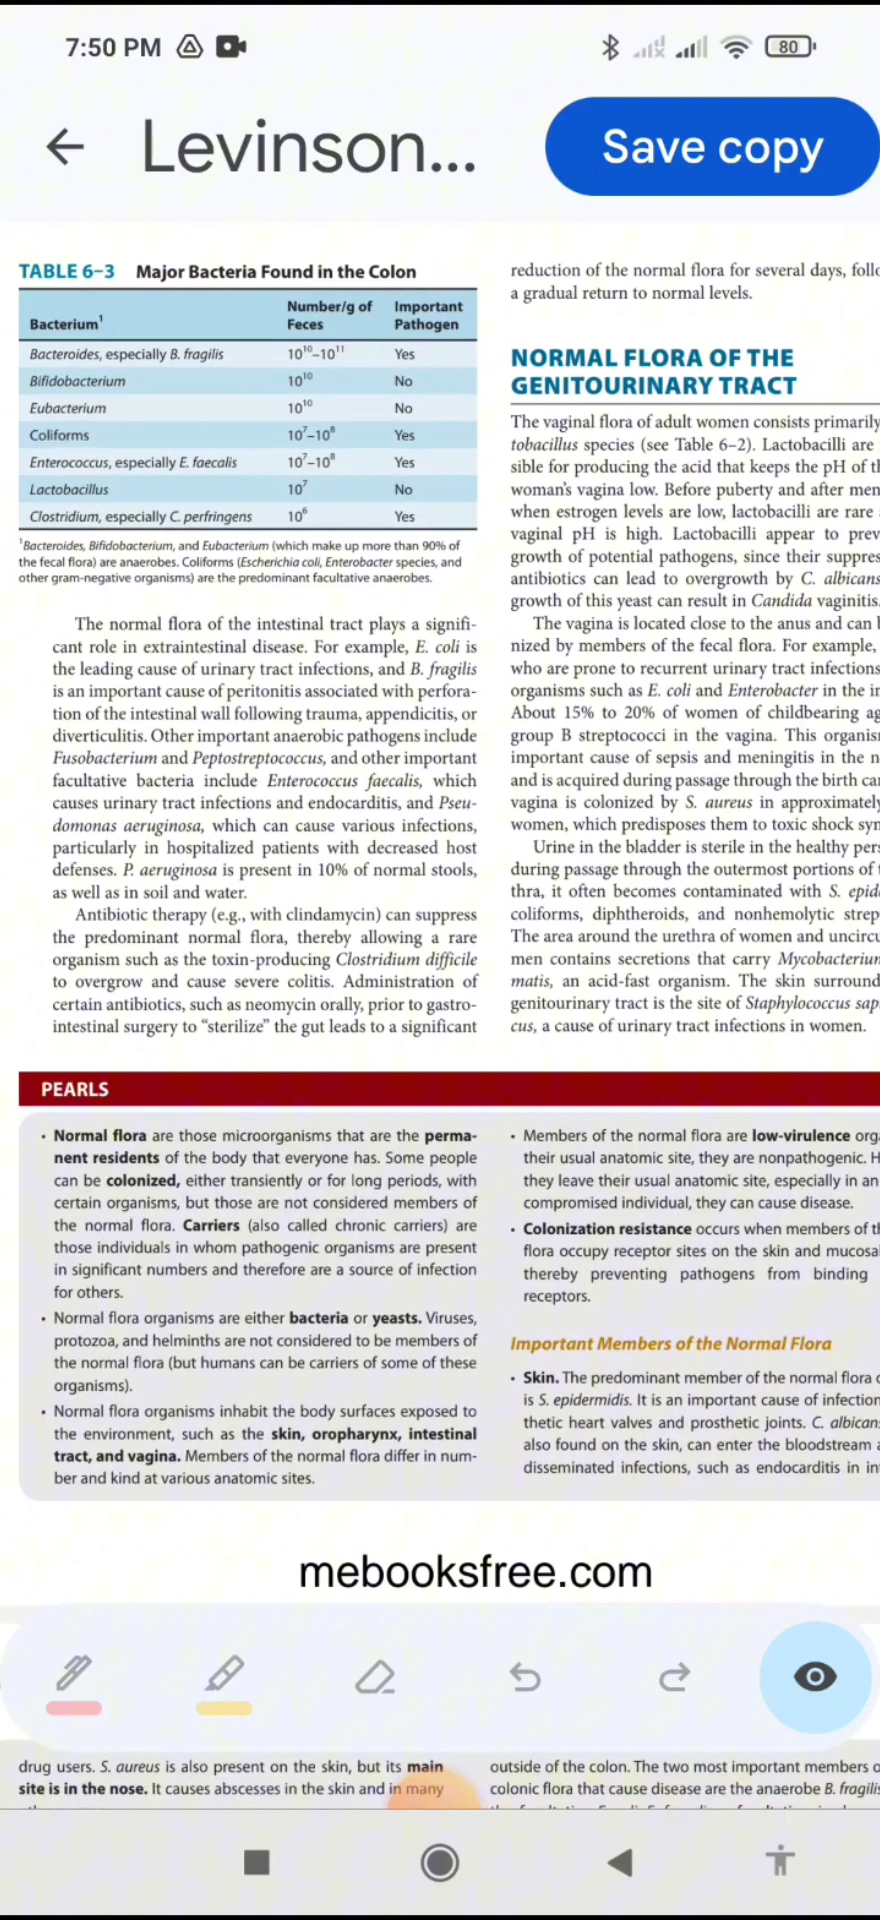 7:50 PM
80
Levinson...
Save copy
TABLE 6–3 Major Bacteria Found in the Colon
Bacterium¹ Number/g of Feces Important Pathogen
Bacteroides, especially B. fragilis 10¹⁰–10¹¹ Yes
Bifidobacterium 10¹⁰ No
Eubacterium 10¹⁰ No
Coliforms 10⁷–10⁸ Yes
Enterococcus, especially E. faecalis 10⁷–10⁸ Yes
Lactobacillus 10⁷ No
Clostridium, especially C. perfringens 10⁶ Yes
¹Bacteroides, Bifidobacterium, and Eubacterium (which make up more than 90% of
the fecal flora) are anaerobes. Coliforms (Escherichia coli, Enterobacter species, and
other gram-negative organisms) are the predominant facultative anaerobes.
The normal flora of the intestinal tract plays a signifi-
cant role in extraintestinal disease. For example, E. coli is
the leading cause of urinary tract infections, and B. fragilis
is an important cause of peritonitis associated with perfora-
tion of the intestinal wall following trauma, appendicitis, or
diverticulitis. Other important anaerobic pathogens include
Fusobacterium and Peptostreptococcus, and other important
facultative bacteria include Enterococcus faecalis, which
causes urinary tract infections and endocarditis, and Pseu-
domonas aeruginosa, which can cause various infections,
particularly in hospitalized patients with decreased host
defenses. P. aeruginosa is present in 10% of normal stools,
as well as in soil and water.
Antibiotic therapy (e.g., with clindamycin) can suppress
the predominant normal flora, thereby allowing a rare
organism such as the toxin-producing Clostridium difficile
to overgrow and cause severe colitis. Administration of
certain antibiotics, such as neomycin orally, prior to gastro-
intestinal surgery to “sterilize” the gut leads to a significant
reduction of the normal flora for several days, follo
a gradual return to normal levels.
NORMAL FLORA OF THE
GENITOURINARY TRACT
The vaginal flora of adult women consists primarily
tobacillus species (see Table 6–2). Lactobacilli are
sible for producing the acid that keeps the pH of th
woman’s vagina low. Before puberty and after men
when estrogen levels are low, lactobacilli are rare
vaginal pH is high. Lactobacilli appear to prev
growth of potential pathogens, since their suppres
antibiotics can lead to overgrowth by C. albicans
growth of this yeast can result in Candida vaginitis.
The vagina is located close to the anus and can b
nized by members of the fecal flora. For example,
who are prone to recurrent urinary tract infections
organisms such as E. coli and Enterobacter in the in
About 15% to 20% of women of childbearing ag
group B streptococci in the vagina. This organis
important cause of sepsis and meningitis in the n
and is acquired during passage through the birth ca
vagina is colonized by S. aureus in approximately
women, which predisposes them to toxic shock syn
Urine in the bladder is sterile in the healthy pers
during passage through the outermost portions of t
thra, it often becomes contaminated with S. epide
coliforms, diphtheroids, and nonhemolytic strep
The area around the urethra of women and uncircu
men contains secretions that carry Mycobacterium
matis, an acid-fast organism. The skin surround
genitourinary tract is the site of Staphylococcus sap
cus, a cause of urinary tract infections in women.
PEARLS
• Normal flora are those microorganisms that are the perma-
nent residents of the body that everyone has. Some people
can be colonized, either transiently or for long periods, with
certain organisms, but those are not considered members of
the normal flora. Carriers (also called chronic carriers) are
those individuals in whom pathogenic organisms are present
in significant numbers and therefore are a source of infection
for others.
• Normal flora organisms are either bacteria or yeasts. Viruses,
protozoa, and helminths are not considered to be members of
the normal flora (but humans can be carriers of some of these
organisms).
• Normal flora organisms inhabit the body surfaces exposed to
the environment, such as the skin, oropharynx, intestinal
tract, and vagina. Members of the normal flora differ in num-
ber and kind at various anatomic sites.
• Members of the normal flora are low-virulence orga
their usual anatomic site, they are nonpathogenic. H
they leave their usual anatomic site, especially in an
compromised individual, they can cause disease.
• Colonization resistance occurs when members of th
flora occupy receptor sites on the skin and mucosa
thereby preventing pathogens from binding
receptors.
Important Members of the Normal Flora
• Skin. The predominant member of the normal flora o
is S. epidermidis. It is an important cause of infection
thetic heart valves and prosthetic joints. C. albicans
also found on the skin, can enter the bloodstream a
disseminated infections, such as endocarditis in in
mebooksfree.com
drug users. S. aureus is also present on the skin, but its main
site is in the nose. It causes abscesses in the skin and in many
outside of the colon. The two most important members o
colonic flora that cause disease are the anaerobe B. fragilis